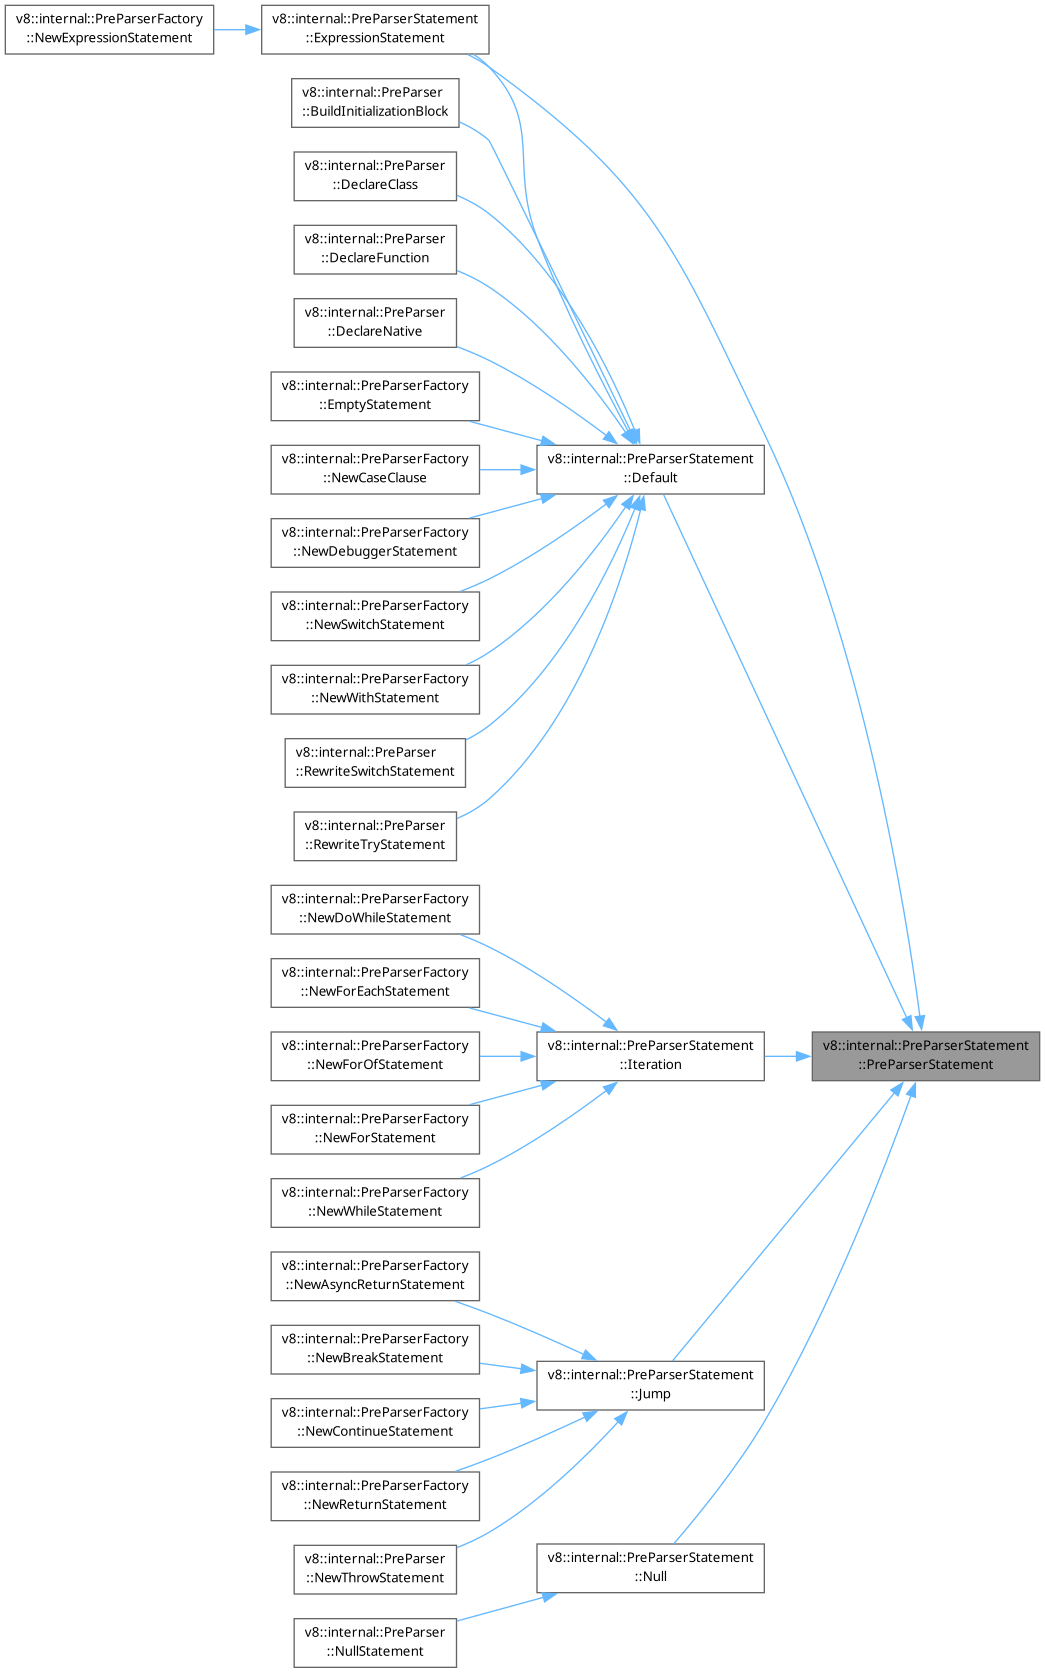 v8::internal::PreParserFactory
::NewExpressionStatement
v8::internal::PreParserStatement
::ExpressionStatement
v8::internal::PreParser
::BuildInitializationBlock
v8::internal::PreParser
::DeclareClass
v8::internal::PreParser
::DeclareFunction
v8::internal::PreParser
::DeclareNative
v8::internal::PreParserFactory
::EmptyStatement
v8::internal::PreParserFactory
::NewCaseClause
v8::internal::PreParserStatement
::Default
v8::internal::PreParserFactory
::NewDebuggerStatement
v8::internal::PreParserFactory
::NewSwitchStatement
v8::internal::PreParserFactory
::NewWithStatement
v8::internal::PreParser
::RewriteSwitchStatement
v8::internal::PreParser
::RewriteTryStatement
v8::internal::PreParserFactory
::NewDoWhileStatement
v8::internal::PreParserFactory
::NewForEachStatement
v8::internal::PreParserFactory
::NewForOfStatement
v8::internal::PreParserStatement
::Iteration
v8::internal::PreParserStatement
::PreParserStatement
v8::internal::PreParserFactory
::NewForStatement
v8::internal::PreParserFactory
::NewWhileStatement
v8::internal::PreParserFactory
::NewAsyncReturnStatement
v8::internal::PreParserFactory
::NewBreakStatement
v8::internal::PreParserStatement
::Jump
v8::internal::PreParserFactory
::NewContinueStatement
v8::internal::PreParserFactory
::NewReturnStatement
v8::internal::PreParser
::NewThrowStatement
v8::internal::PreParserStatement
::Null
v8::internal::PreParser
::NullStatement